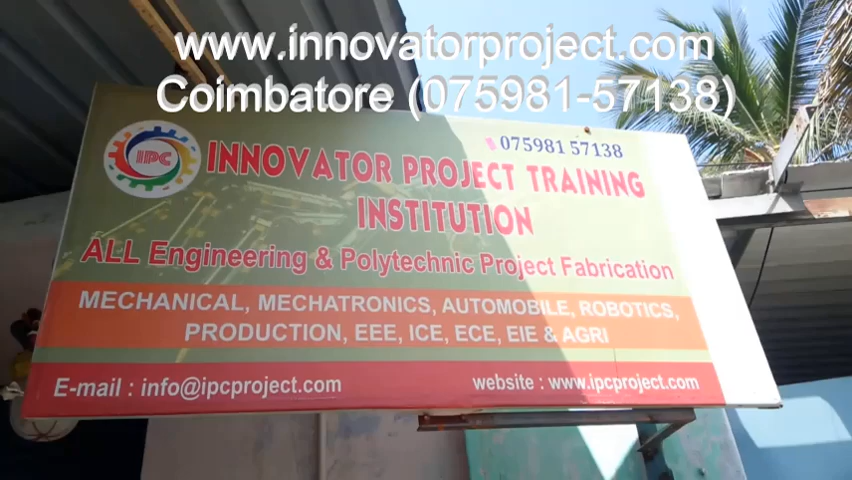 www.innovatorproject.com
Coimbatore (075981-57138)
075981 57138
IPC
INNOVATOR PROJECT TRAINING
INSTITUTION
ALL Engineering & Polytechnic Project Fabrication
MECHANICAL, MECHATRONICS, AUTOMOBILE, ROBOTICS,
PRODUCTION, EEE, ICE, ECE, EIE & AGRI
E-mail : info@ipcproject.com website : www.ipcproject.com